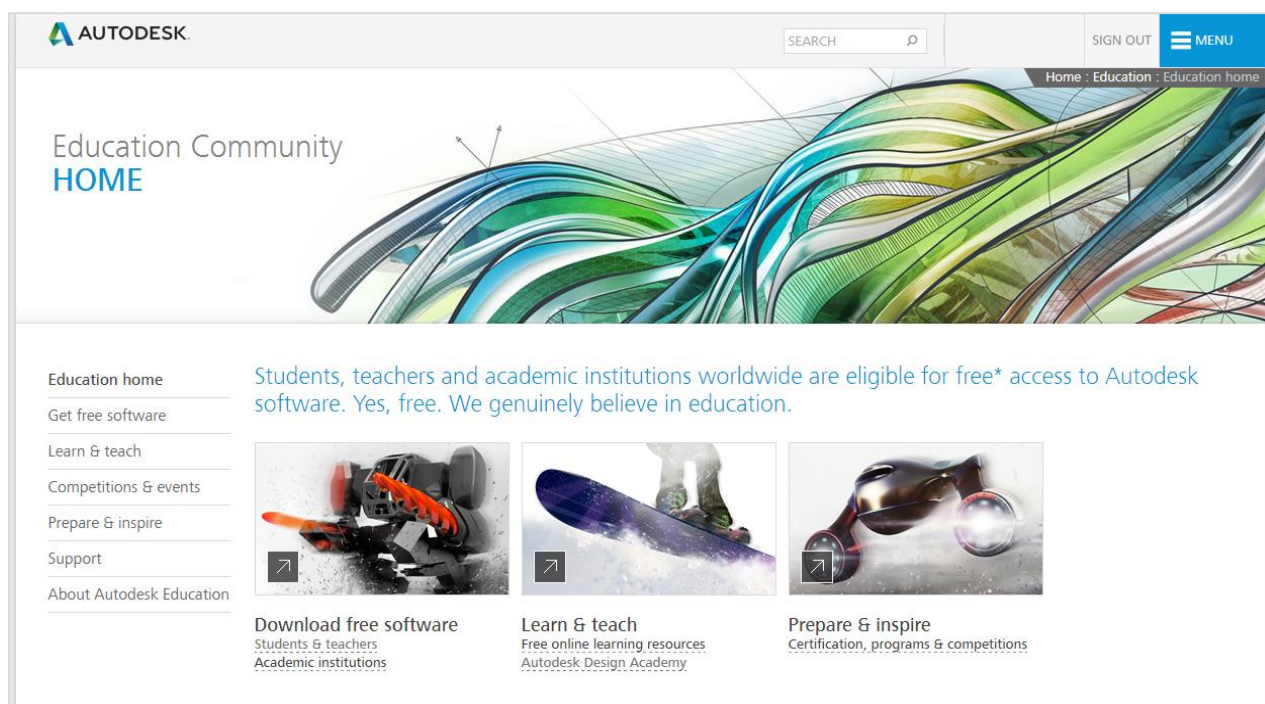 AUTODESK.
SEARCH
SIGN OUT
MENU
Home : Education : Education home
Education Community
HOME
Education home
Get free software
Learn & teach
Competitions & events
Prepare & inspire
Support
About Autodesk Education
Students, teachers and academic institutions worldwide are eligible for free* access to Autodesk
software. Yes, free. We genuinely believe in education.
Download free software
Students & teachers
Academic institutions
Learn & teach
Free online learning resources
Autodesk Design Academy
Prepare & inspire
Certification, programs & competitions